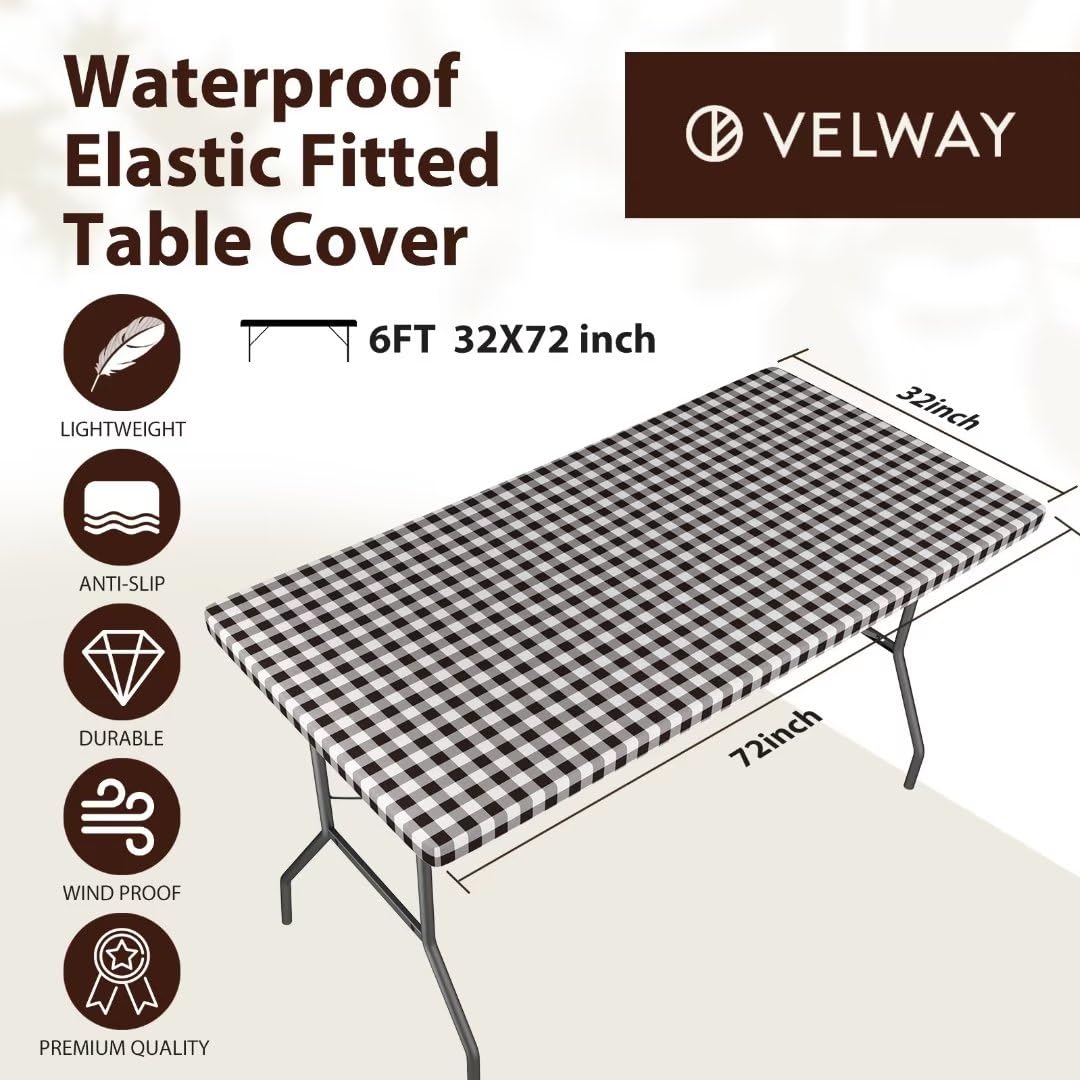 Waterproof
Elastic Fitted
Table Cover
VELWAY
6FT 32X72 inch
32inch
72inch
LIGHTWEIGHT
ANTI-SLIP
DURABLE
WIND PROOF
PREMIUM QUALITY